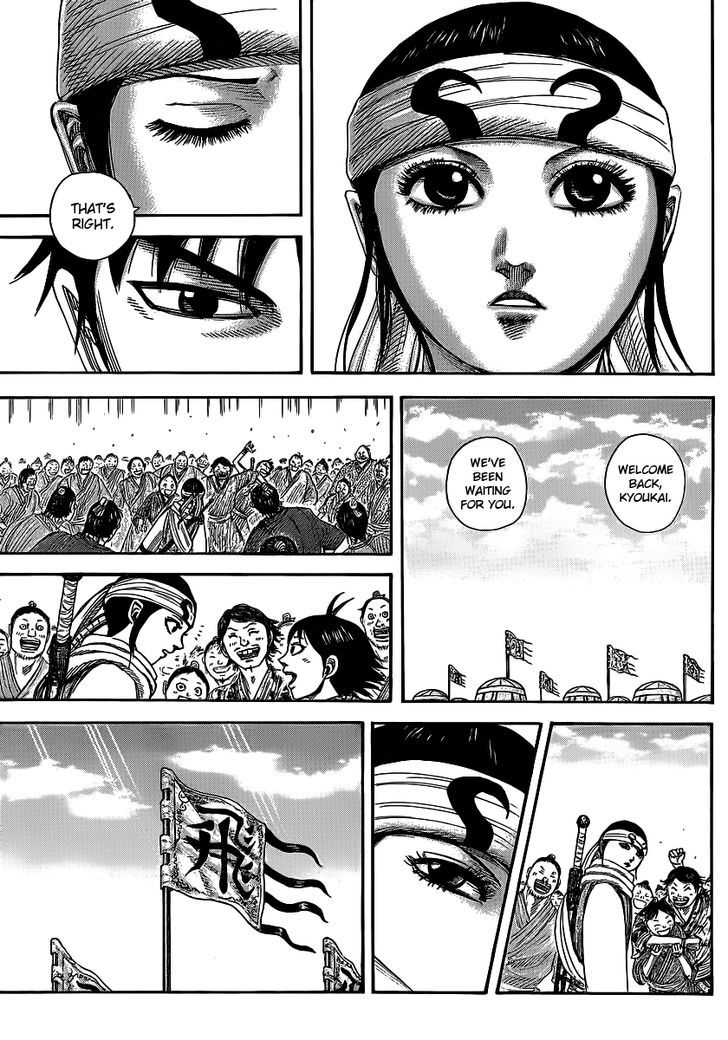 THAT'S
RIGHT.
WELCOME
BACK,
KYOUKAI.
WE'VE
BEEN
WAITING
FOR YOU.
飛